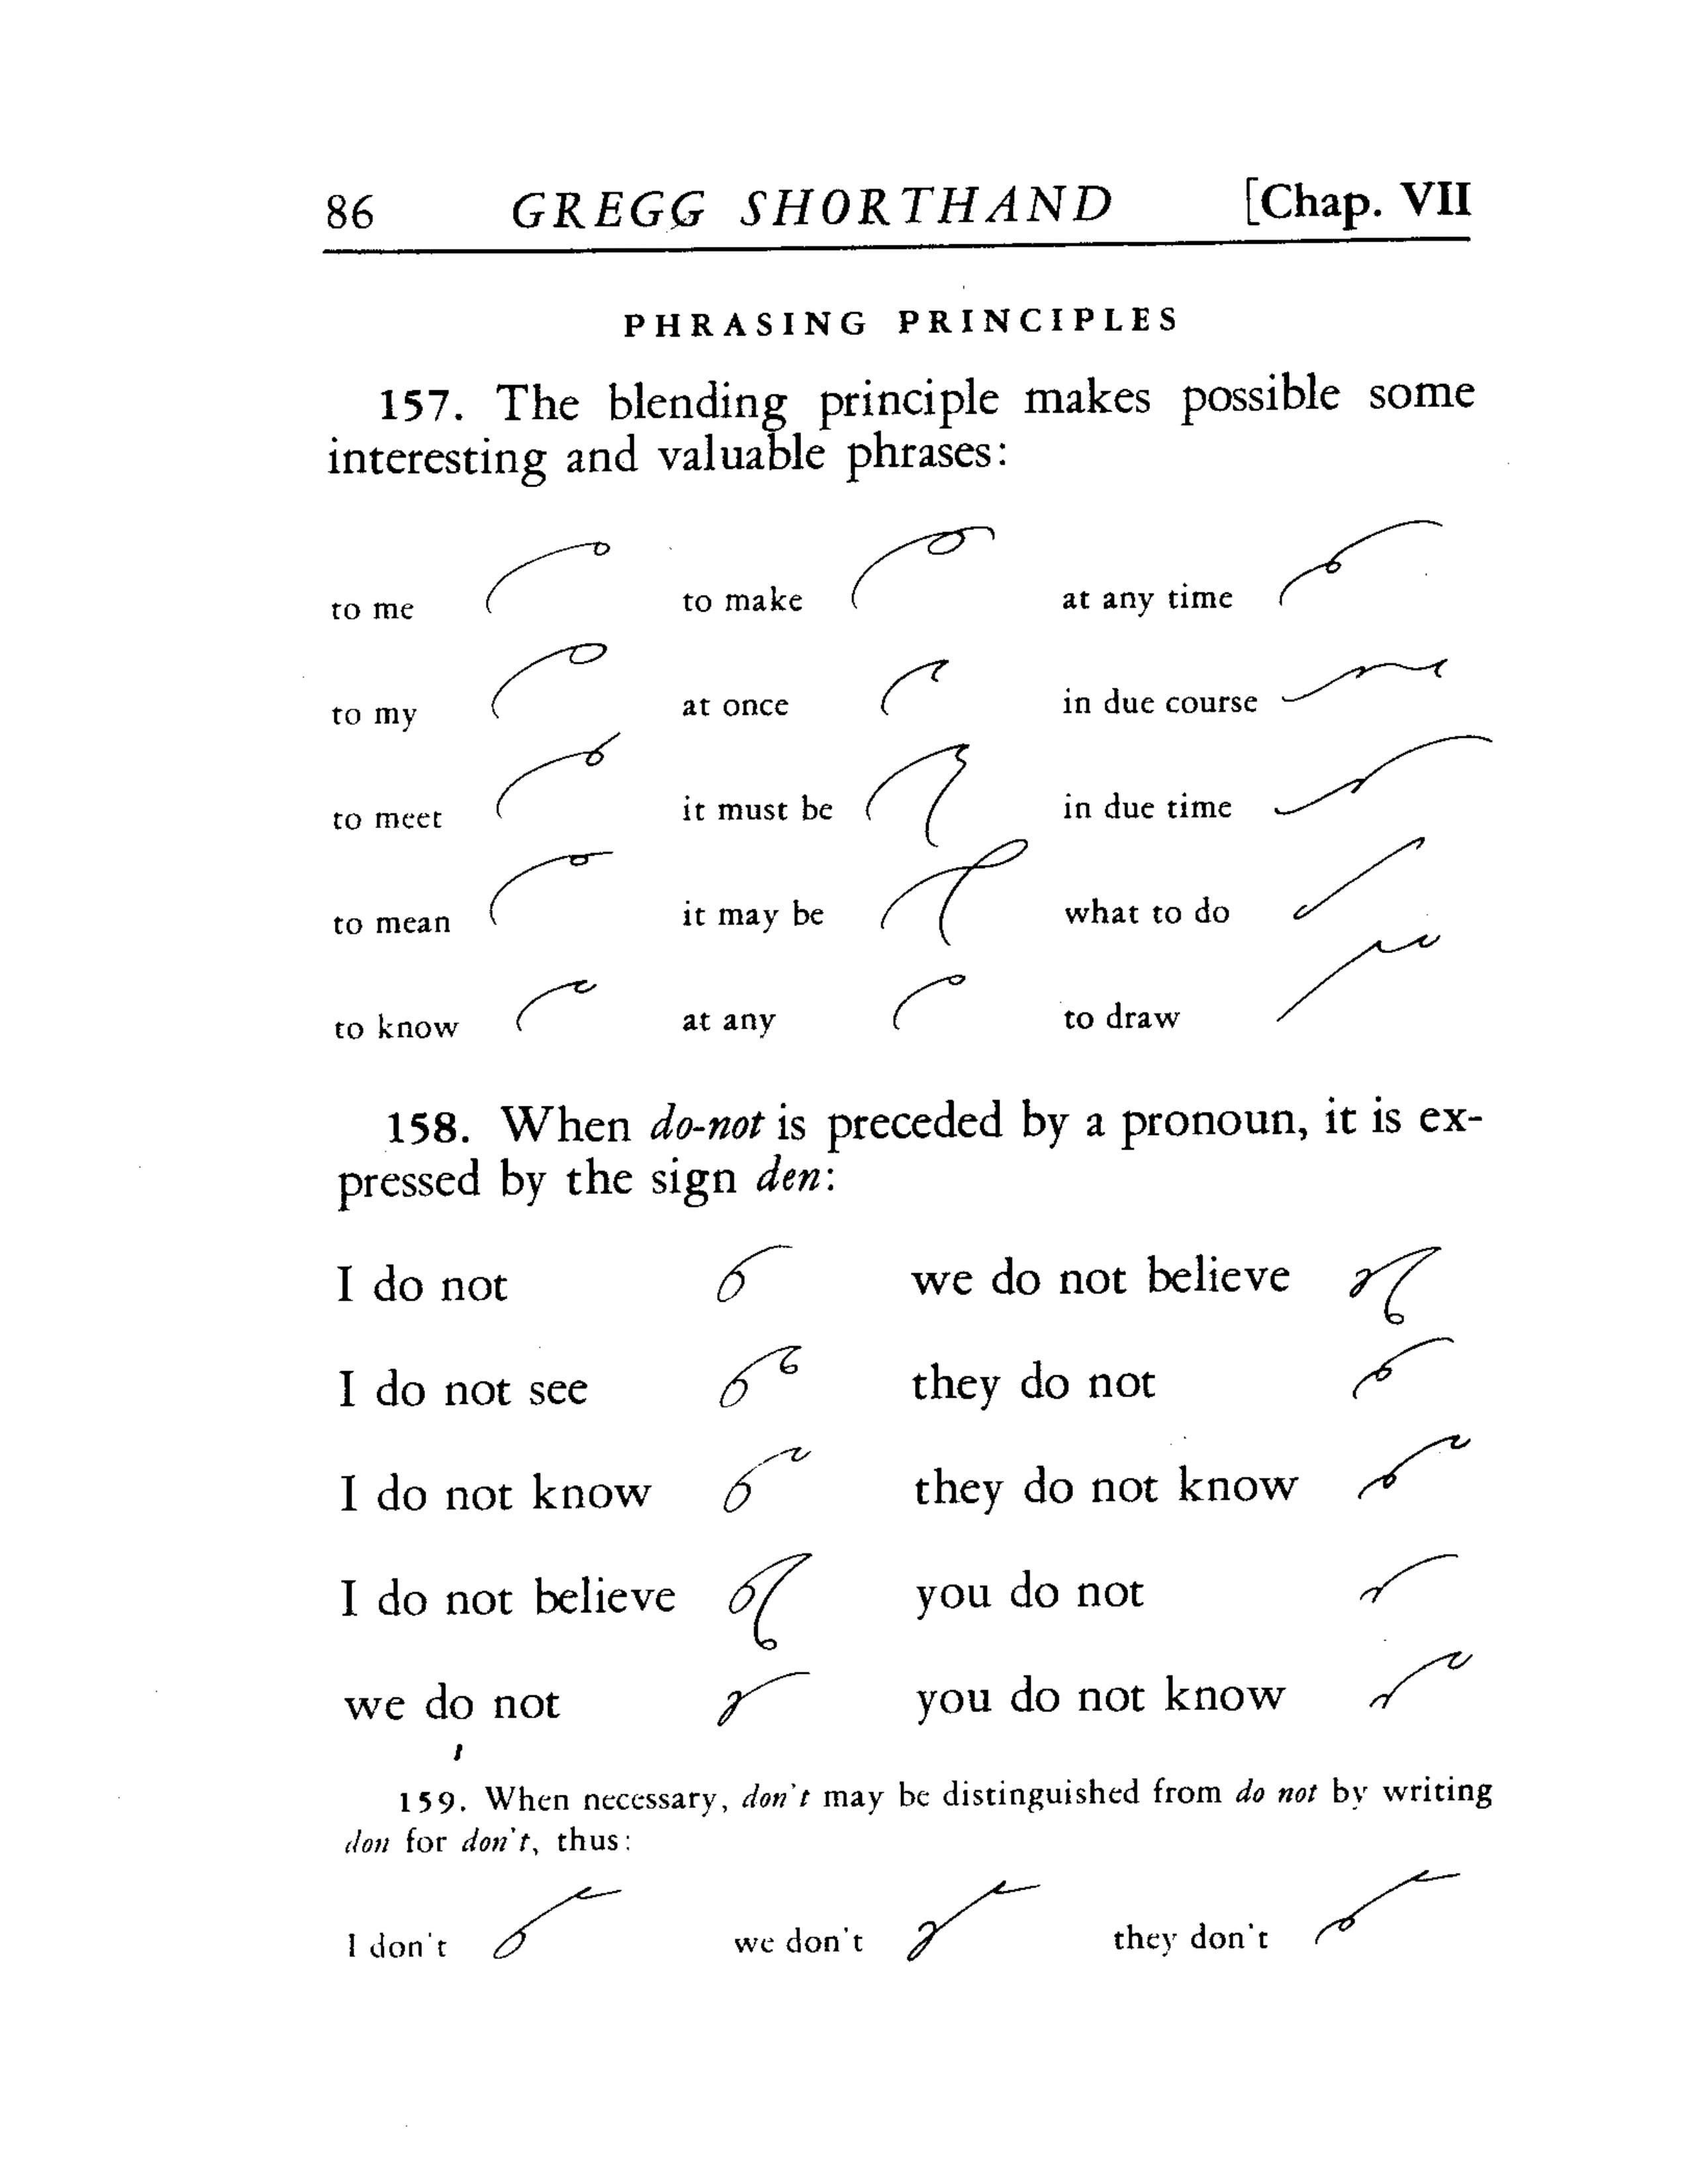 86 GREGG SHORTHAND [Chap. VII
PHRASING PRINCIPLES
157. The blending principle makes possible some
interesting and valuable phrases:
to me to make at any time
to my at once in due course
to meet it must be in due time
to mean it may be what to do
to know at any to draw
158. When do-not is preceded by a pronoun, it is ex-
pressed by the sign den:
I do not we do not believe
I do not see they do not
I do not know they do not know
I do not believe you do not
we do not you do not know
159. When necessary, don't may be distinguished from do not by writing
don for don't, thus:
I don't we don't they don't